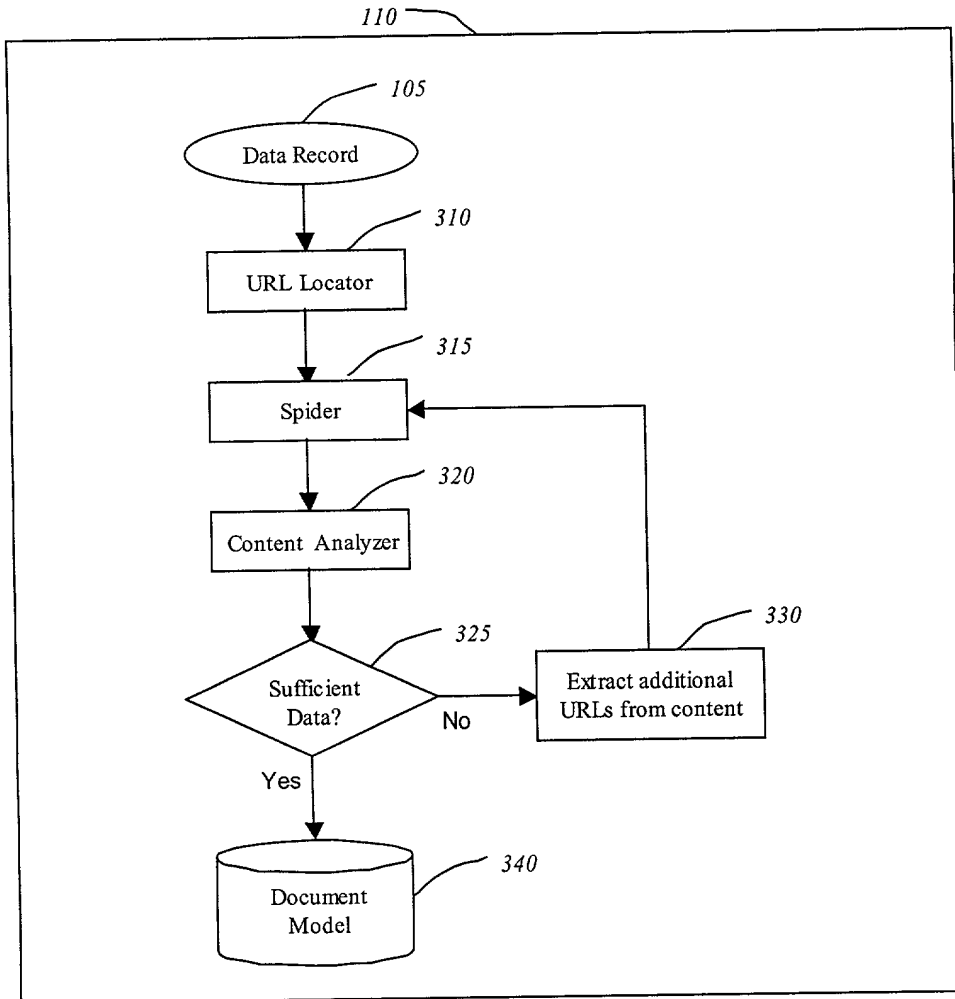 110
105
Data Record
310
URL Locator
315
Spider
320
Content Analyzer
325
330
Sufficient
Data?
Extract additional
URLs from content
No
Yes
340
Document
Model